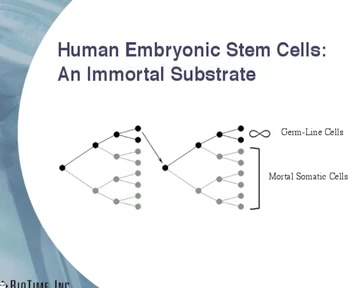 Human Embryonic Stem Cells:
An Immortal Substrate
Germ-Line Cells
Mortal Somatic Cells
BioTime, Inc